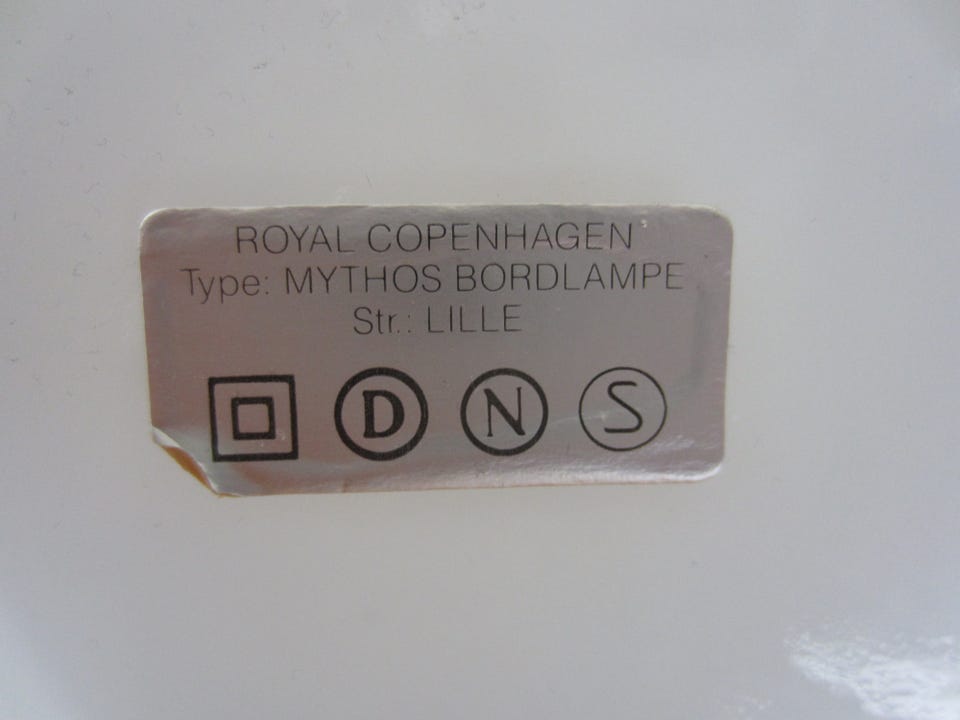 ROYAL COPENHAGEN
Type: MYTHOS BORDLAMPE
Str.: LILLE
D N S